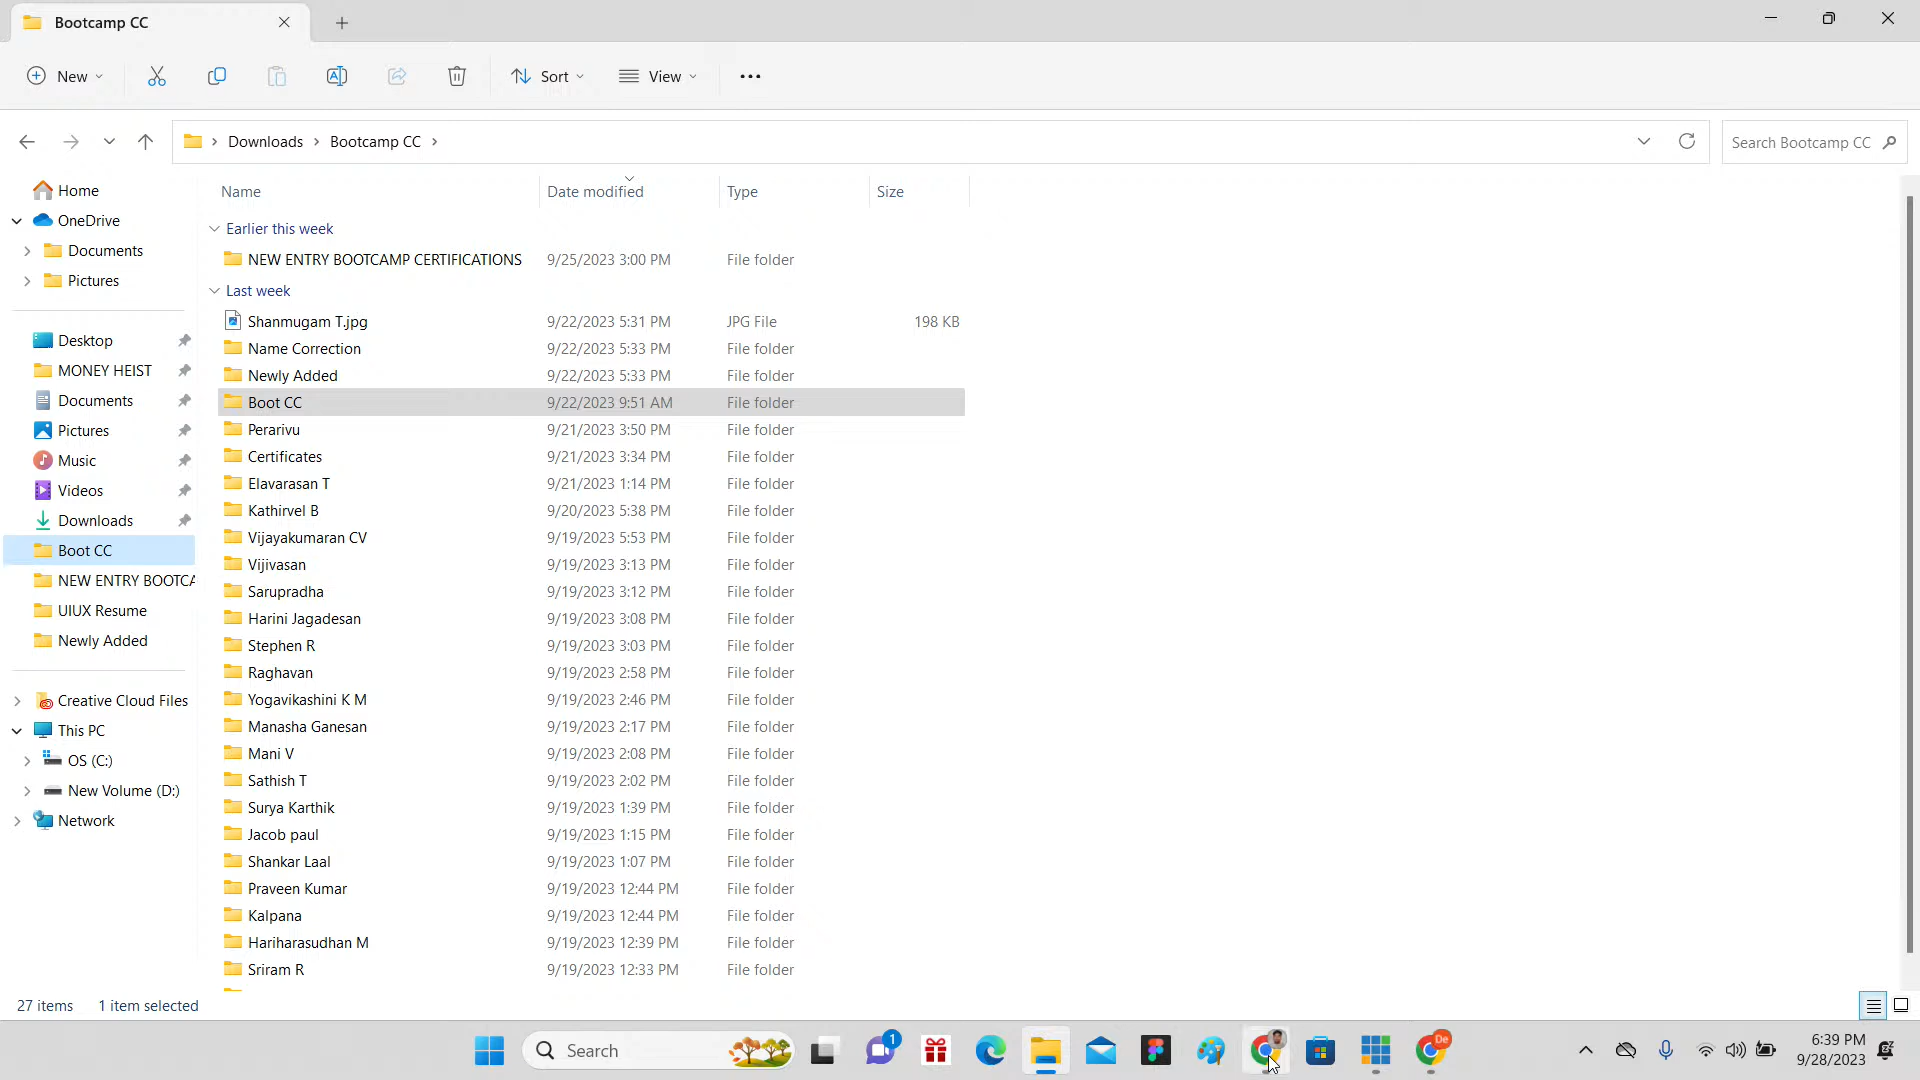 Bootcamp CC
New
Sort
View
Downloads
Bootcamp CC
Search Bootcamp CC
Home
OneDrive
Documents
Pictures
Desktop
MONEY HEIST
Documents
Pictures
Music
Videos
Downloads
Boot CC
NEW ENTRY BOOTCA
UIUX Resume
Newly Added
Creative Cloud Files
This PC
OS (C:)
New Volume (D:)
Network
Name Date modified Type Size
Earlier this week
NEW ENTRY BOOTCAMP CERTIFICATIONS 9/25/2023 3:00 PM File folder
Last week
Shanmugam T.jpg 9/22/2023 5:31 PM JPG File 198 KB
Name Correction 9/22/2023 5:33 PM File folder
Newly Added 9/22/2023 5:33 PM File folder
Boot CC 9/22/2023 9:51 AM File folder
Perarivu 9/21/2023 3:50 PM File folder
Certificates 9/21/2023 3:34 PM File folder
Elavarasan T 9/21/2023 1:14 PM File folder
Kathirvel B 9/20/2023 5:38 PM File folder
Vijayakumaran CV 9/19/2023 5:53 PM File folder
Vijivasan 9/19/2023 3:13 PM File folder
Sarupradha 9/19/2023 3:12 PM File folder
Harini Jagadesan 9/19/2023 3:08 PM File folder
Stephen R 9/19/2023 3:03 PM File folder
Raghavan 9/19/2023 2:58 PM File folder
Yogavikashini K M 9/19/2023 2:46 PM File folder
Manasha Ganesan 9/19/2023 2:17 PM File folder
Mani V 9/19/2023 2:08 PM File folder
Sathish T 9/19/2023 2:02 PM File folder
Surya Karthik 9/19/2023 1:39 PM File folder
Jacob paul 9/19/2023 1:15 PM File folder
Shankar Laal 9/19/2023 1:07 PM File folder
Praveen Kumar 9/19/2023 12:44 PM File folder
Kalpana 9/19/2023 12:44 PM File folder
Hariharasudhan M 9/19/2023 12:39 PM File folder
Sriram R 9/19/2023 12:33 PM File folder
27 items 1 item selected
Search
1
De
6:39 PM
9/28/2023